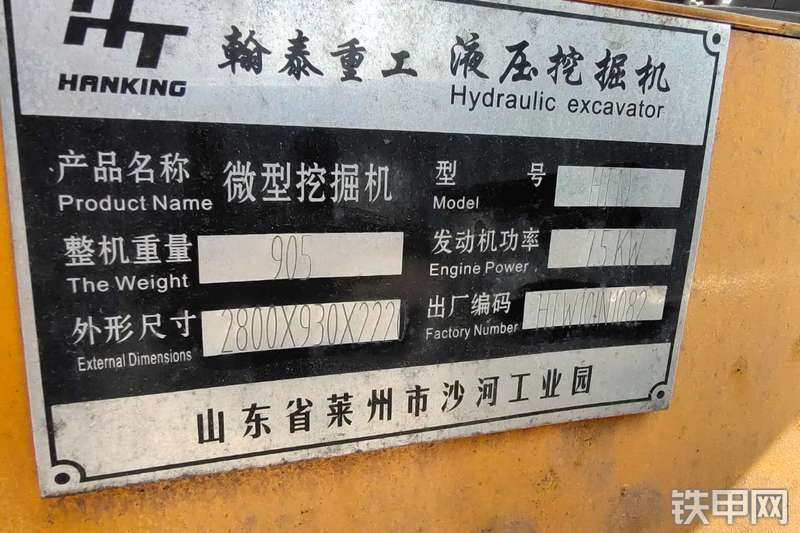 HT
HANKING
翰泰重工 液压挖掘机
Hydraulic excavator
产品名称 微型挖掘机 型 号
Product Name Model
整机重量 905 发动机功率
The Weight Engine Power
外形尺寸 2800X930X222 出厂编码
External Dimensions Factory Number
山东省莱州市沙河工业园
铁甲网